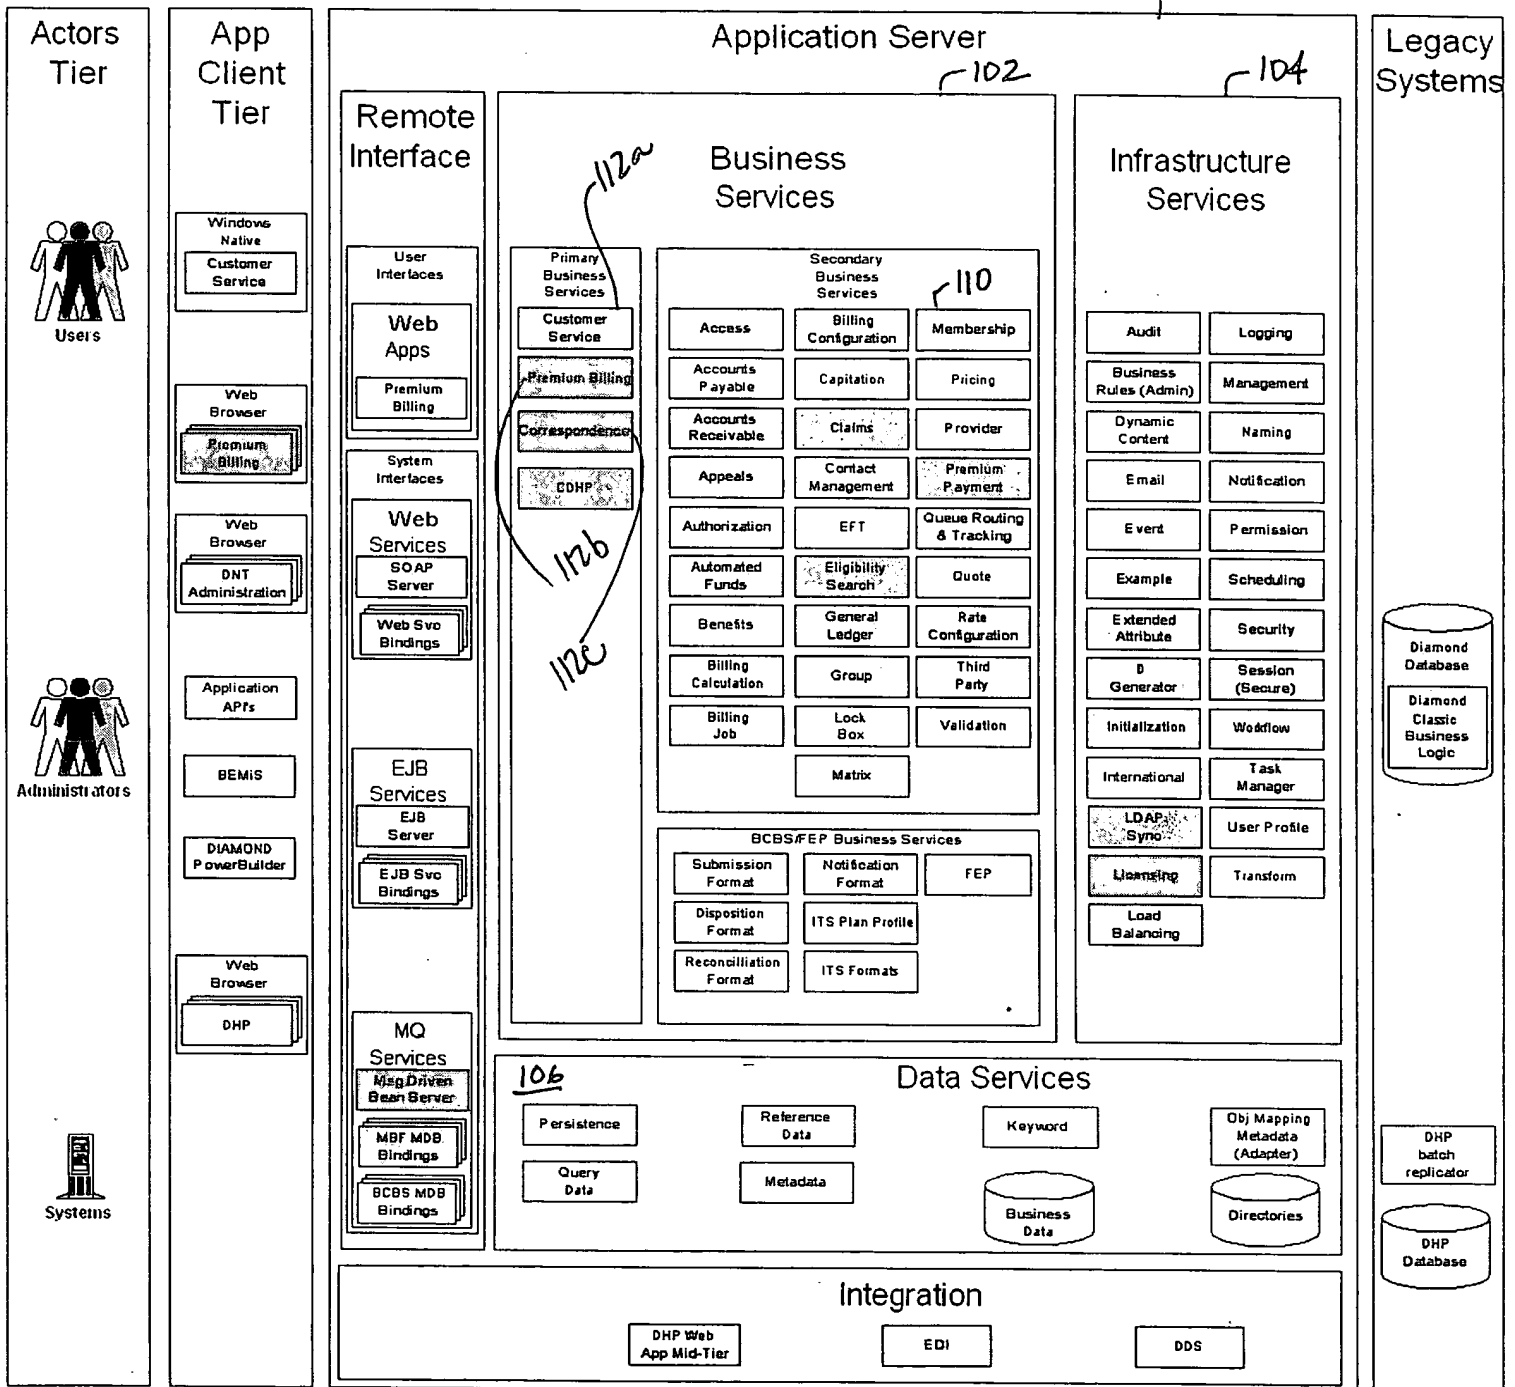 Actors
Tier
Users
Administrators
Systems
App
Client
Tier
Windows
Native
Customer
Service
Web
Browser
Premium
Billing
Web
Browser
DNT
Administration
Application
API's
BEMiS
DIAMOND
PowerBuilder
Web
Browser
DHP
Application Server
Remote
Interface
User
Interfaces
Web
Apps
Premium
Billing
System
Interfaces
Web
Services
SOAP
Server
Web Svc
Bindings
EJB
Services
EJB
Server
EJB Svc
Bindings
MQ
Services
Msg Driven
Bean Server
MBF MDB
Bindings
BCBS MDB
Bindings
102
Business
Services
112a
112b
112c
Primary
Business
Services
Customer
Service
Premium Billing
Correspondence
CDHP
Secondary
Business
Services
110
Access
Billing
Configuration
Membership
Accounts
Payable
Capitation
Pricing
Accounts
Receivable
Claims
Provider
Appeals
Contact
Management
Premium
Payment
Authorization
EFT
Queue Routing
& Tracking
Automated
Funds
Eligibility
Search
Quote
Benefits
General
Ledger
Rate
Configuration
Billing
Calculation
Group
Third
Party
Billing
Job
Lock
Box
Validation
Matrix
BCBS/FEP Business Services
Submission
Format
Notification
Format
FEP
Disposition
Format
ITS Plan Profile
Reconcilliation
Format
ITS Formats
104
Infrastructure
Services
Audit
Logging
Business
Rules (Admin)
Management
Dynamic
Content
Naming
Email
Notification
Event
Permission
Example
Scheduling
Extended
Attribute
Security
D
Generator
Session
(Secure)
Initialization
Workflow
International
Task
Manager
LDAP
Sync
User Profile
Licensing
Transform
Load
Balancing
106
Data Services
Persistence
Reference
Data
Keyword
Obj Mapping
Metadata
(Adapter)
Query
Data
Metadata
Business
Data
Directories
Integration
DHP Web
App Mid-Tier
EDI
DDS
Legacy
Systems
Diamond
Database
Diamond
Classic
Business
Logic
DHP
batch
replicator
DHP
Database